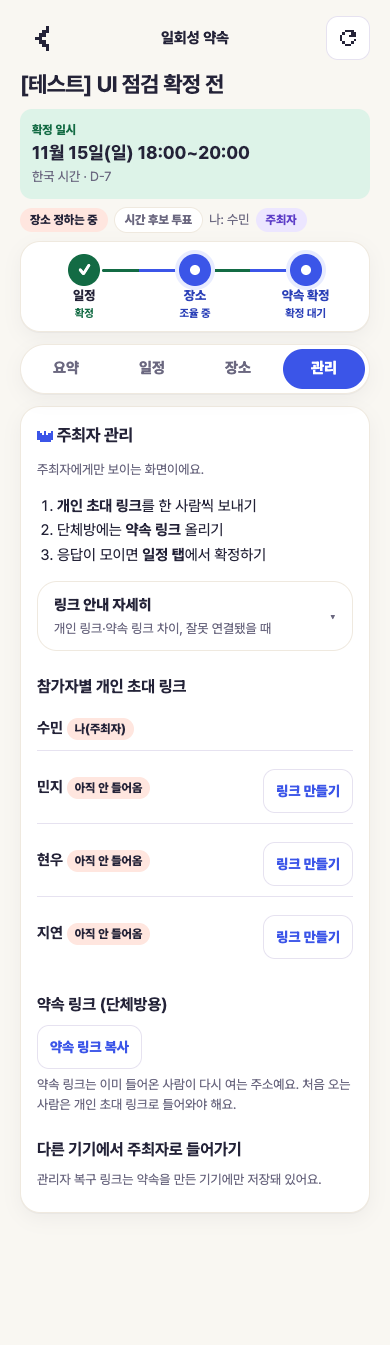 일회성 약속
[테스트] UI 점검 확정 전
확정 일시
11월 15일(일) 18:00~20:00
한국 시간 · D-7
장소 정하는 중 시간 후보 투표 나: 수민 주최자
일정 장소 약속 확정
확정 조율 중 확정 대기
요약 일정 장소 관리
주최자 관리
주최자에게만 보이는 화면이에요.
1. 개인 초대 링크를 한 사람씩 보내기
2. 단체방에는 약속 링크 올리기
3. 응답이 모이면 일정 탭에서 확정하기
링크 안내 자세히
개인 링크·약속 링크 차이, 잘못 연결됐을 때
참가자별 개인 초대 링크
수민 나(주최자)
민지 아직 안 들어옴 링크 만들기
현우 아직 안 들어옴 링크 만들기
지연 아직 안 들어옴 링크 만들기
약속 링크 (단체방용)
약속 링크 복사
약속 링크는 이미 들어온 사람이 다시 여는 주소예요. 처음 오는
사람은 개인 초대 링크로 들어와야 해요.
다른 기기에서 주최자로 들어가기
관리자 복구 링크는 약속을 만든 기기에만 저장돼 있어요.